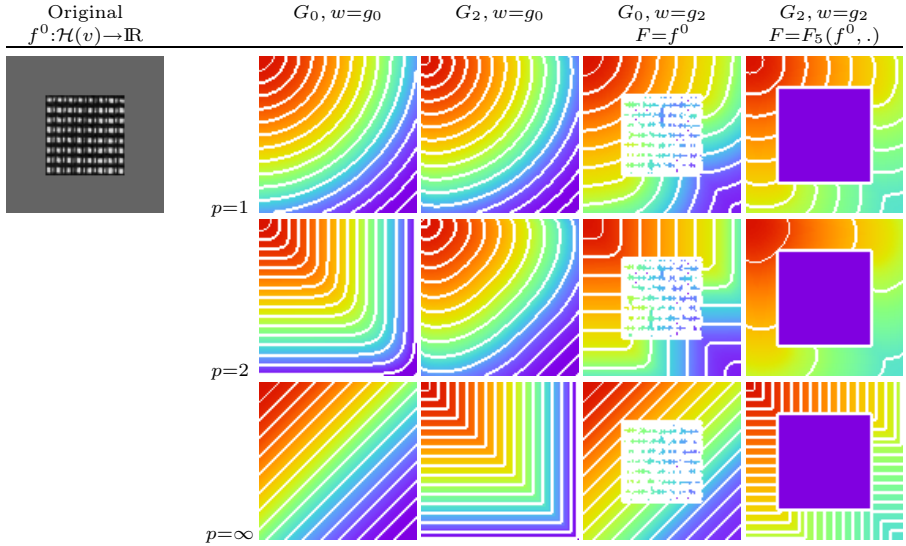 Original G₀, w=g₀ G₂, w=g₀ G₀, w=g₂ G₂, w=g₂
f⁰:ℋ(v)→ℝ F=f⁰ F=F₅(f⁰,.)
p=1
p=2
p=∞